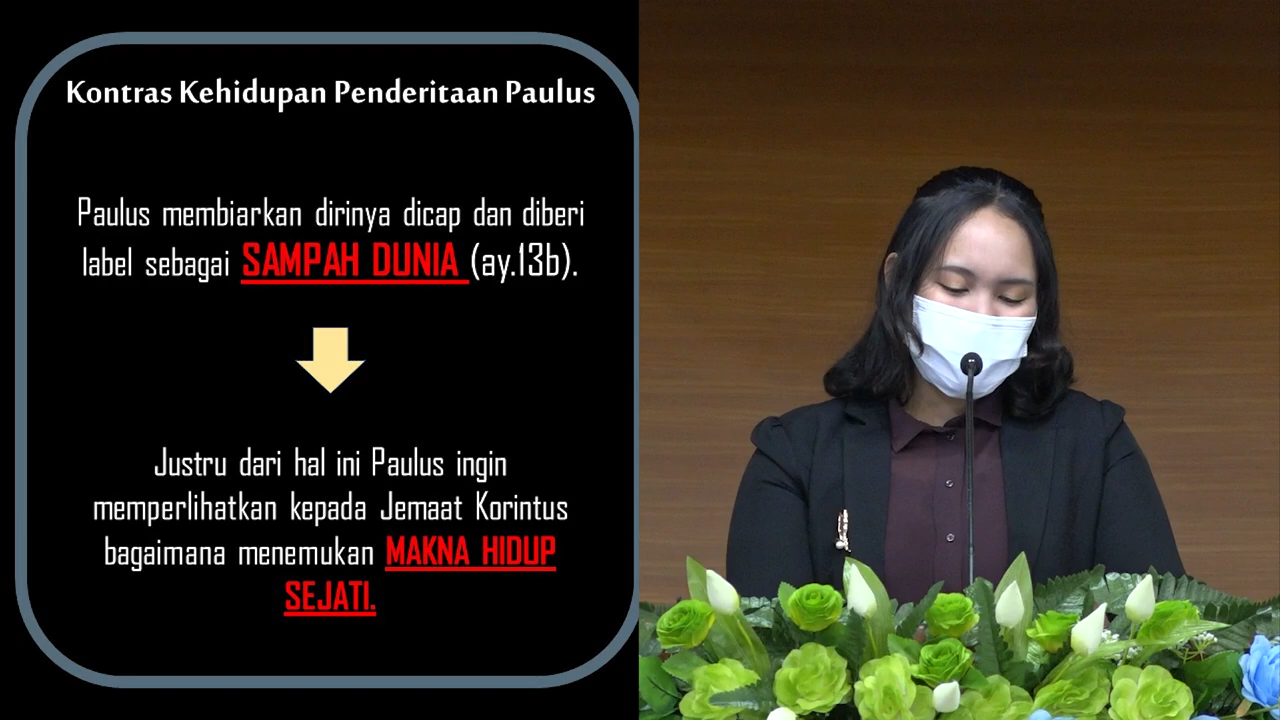 Kontras Kehidupan Penderitaan Paulus
Paulus membiarkan dirinya dicap dan diberi
label sebagai SAMPAH DUNIA (ay.13b).
Justru dari hal ini Paulus ingin
memperlihatkan kepada Jemaat Korintus
bagaimana menemukan MAKNA HIDUP
SEJATI.